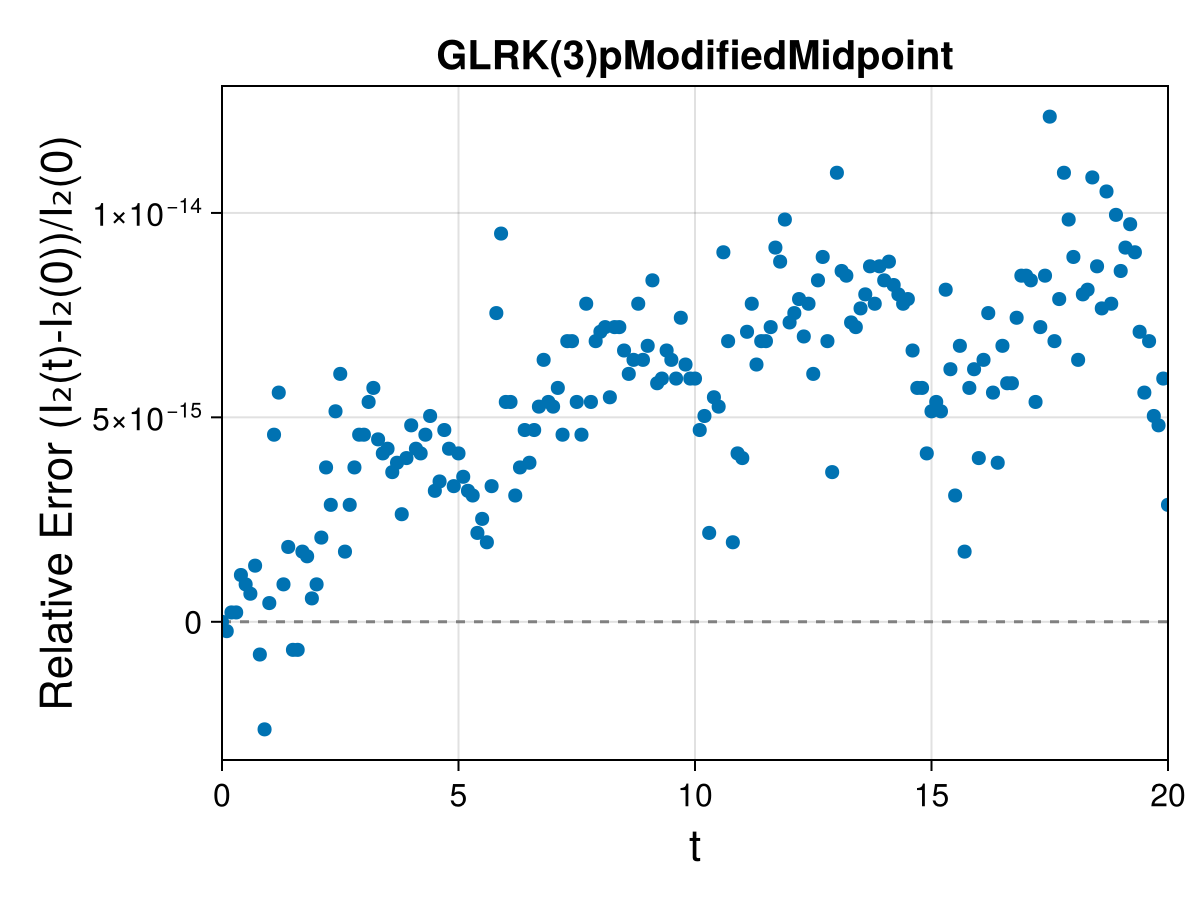 GLRK(3)pModifiedMidpoint
Relative Error (I₂(t)-I₂(0))/I₂(0)
1×10⁻¹⁴
5×10⁻¹⁵
0
0 5 10 15 20
t